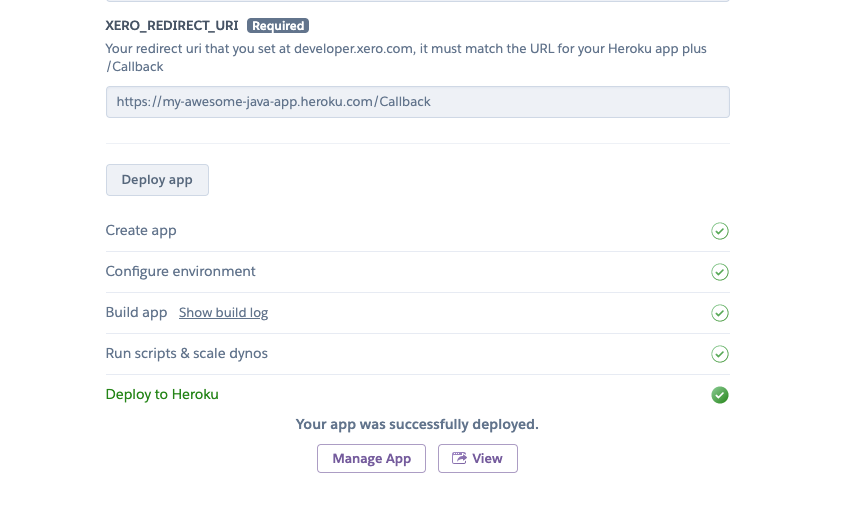 XERO_REDIRECT_URI Required
Your redirect uri that you set at developer.xero.com, it must match the URL for your Heroku app plus
/Callback
https://my-awesome-java-app.heroku.com/Callback
Deploy app
Create app
Configure environment
Build app Show build log
Run scripts & scale dynos
Deploy to Heroku
Your app was successfully deployed.
Manage App View